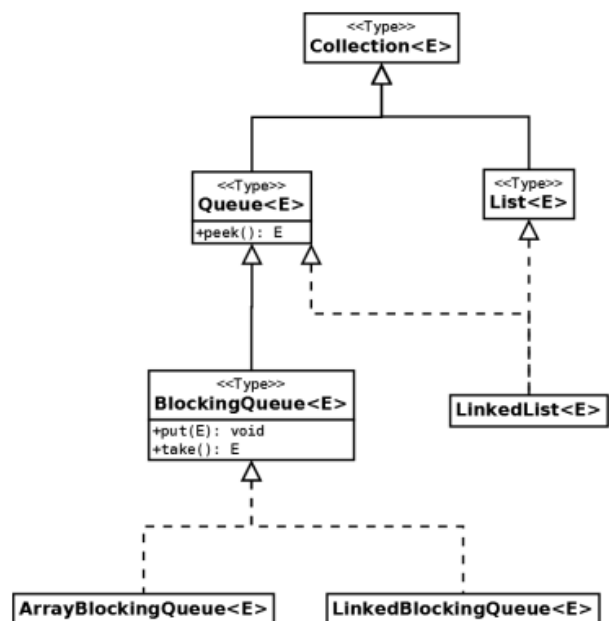 <<Type>>
Collection<E>
<<Type>>
Queue<E>
+peek(): E
<<Type>>
List<E>
<<Type>>
BlockingQueue<E>
+put(E): void
+take(): E
LinkedList<E>
ArrayBlockingQueue<E>
LinkedBlockingQueue<E>